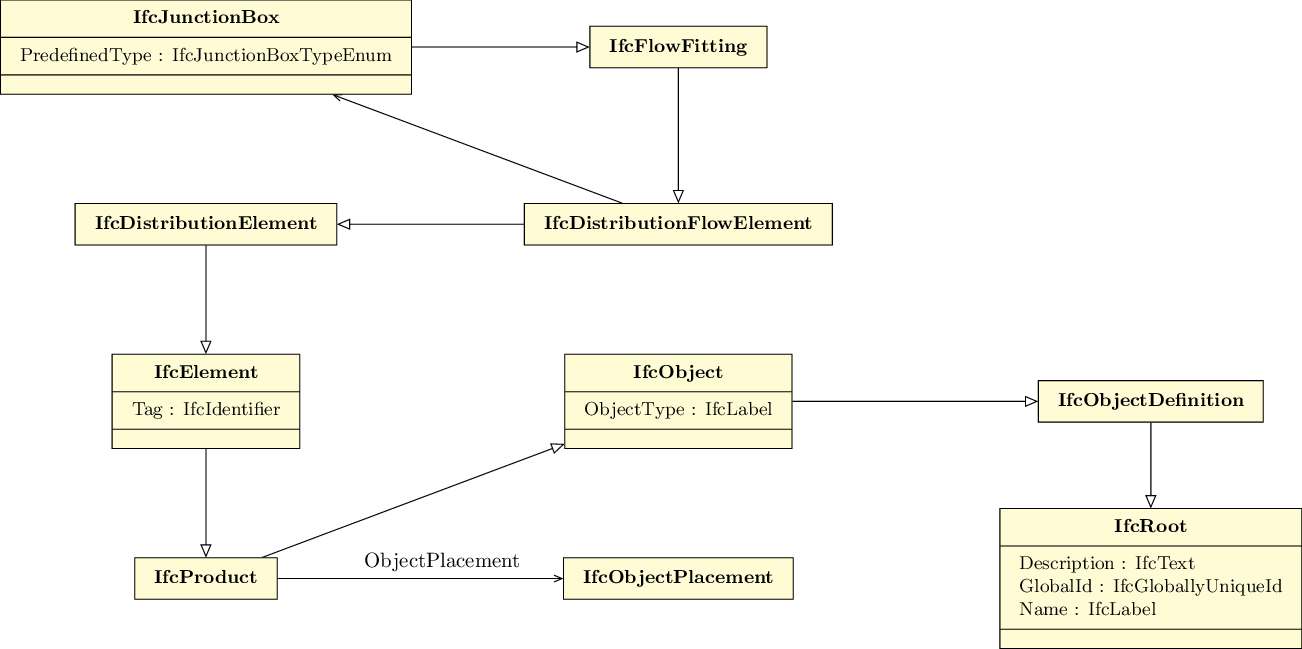 IfcJunctionBox
PredefinedType : IfcJunctionBoxTypeEnum
IfcFlowFitting
IfcDistributionElement
IfcDistributionFlowElement
IfcElement
Tag : IfcIdentifier
IfcObject
ObjectType : IfcLabel
IfcObjectDefinition
IfcProduct
ObjectPlacement
IfcObjectPlacement
IfcRoot
Description : IfcText
GlobalId : IfcGloballyUniqueId
Name : IfcLabel